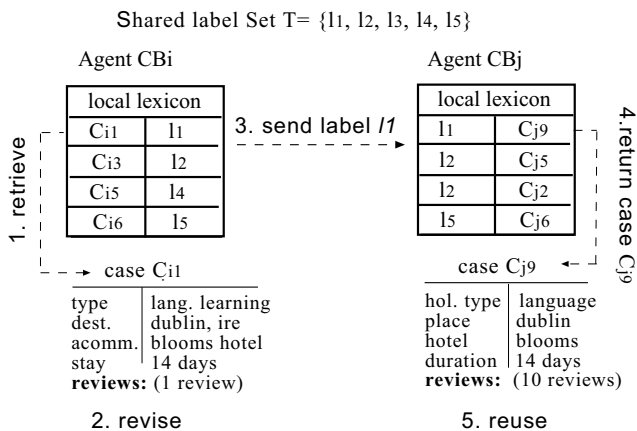 Shared label Set T= {l1, l2, l3, l4, l5}
Agent CBi
local lexicon
Ci1 l1
Ci3 l2
Ci5 l4
Ci6 l5
1. retrieve
3. send label l1
Agent CBj
local lexicon
l1 Cj9
l2 Cj5
l2 Cj2
l5 Cj6
4.return case Cj9
case Ci1
type lang. learning
dest. dublin, ire
acomm. blooms hotel
stay 14 days
reviews: (1 review)
2. revise
case Cj9
hol. type language
place dublin
hotel blooms
duration 14 days
reviews: (10 reviews)
5. reuse